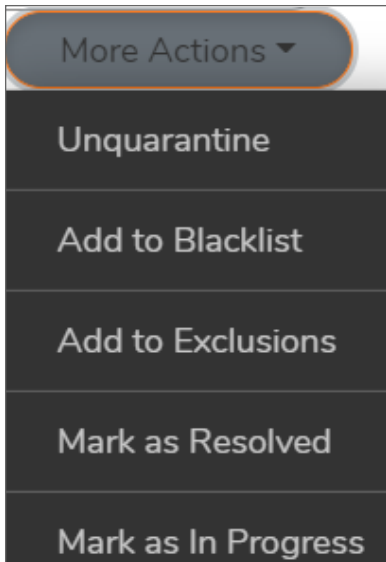 More Actions
Unquarantine
Add to Blacklist
Add to Exclusions
Mark as Resolved
Mark as In Progress